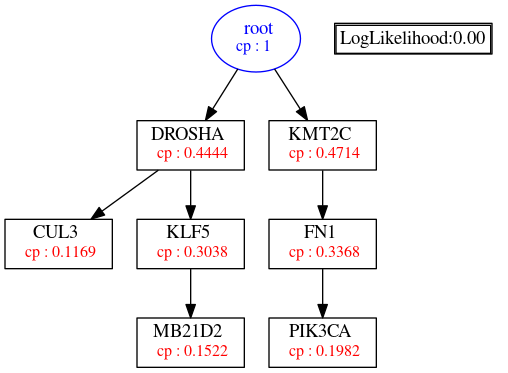 root
cp : 1
LogLikelihood:0.00
DROSHA
cp : 0.4444
KMT2C
cp : 0.4714
CUL3
cp : 0.1169
KLF5
cp : 0.3038
FN1
cp : 0.3368
MB21D2
cp : 0.1522
PIK3CA
cp : 0.1982